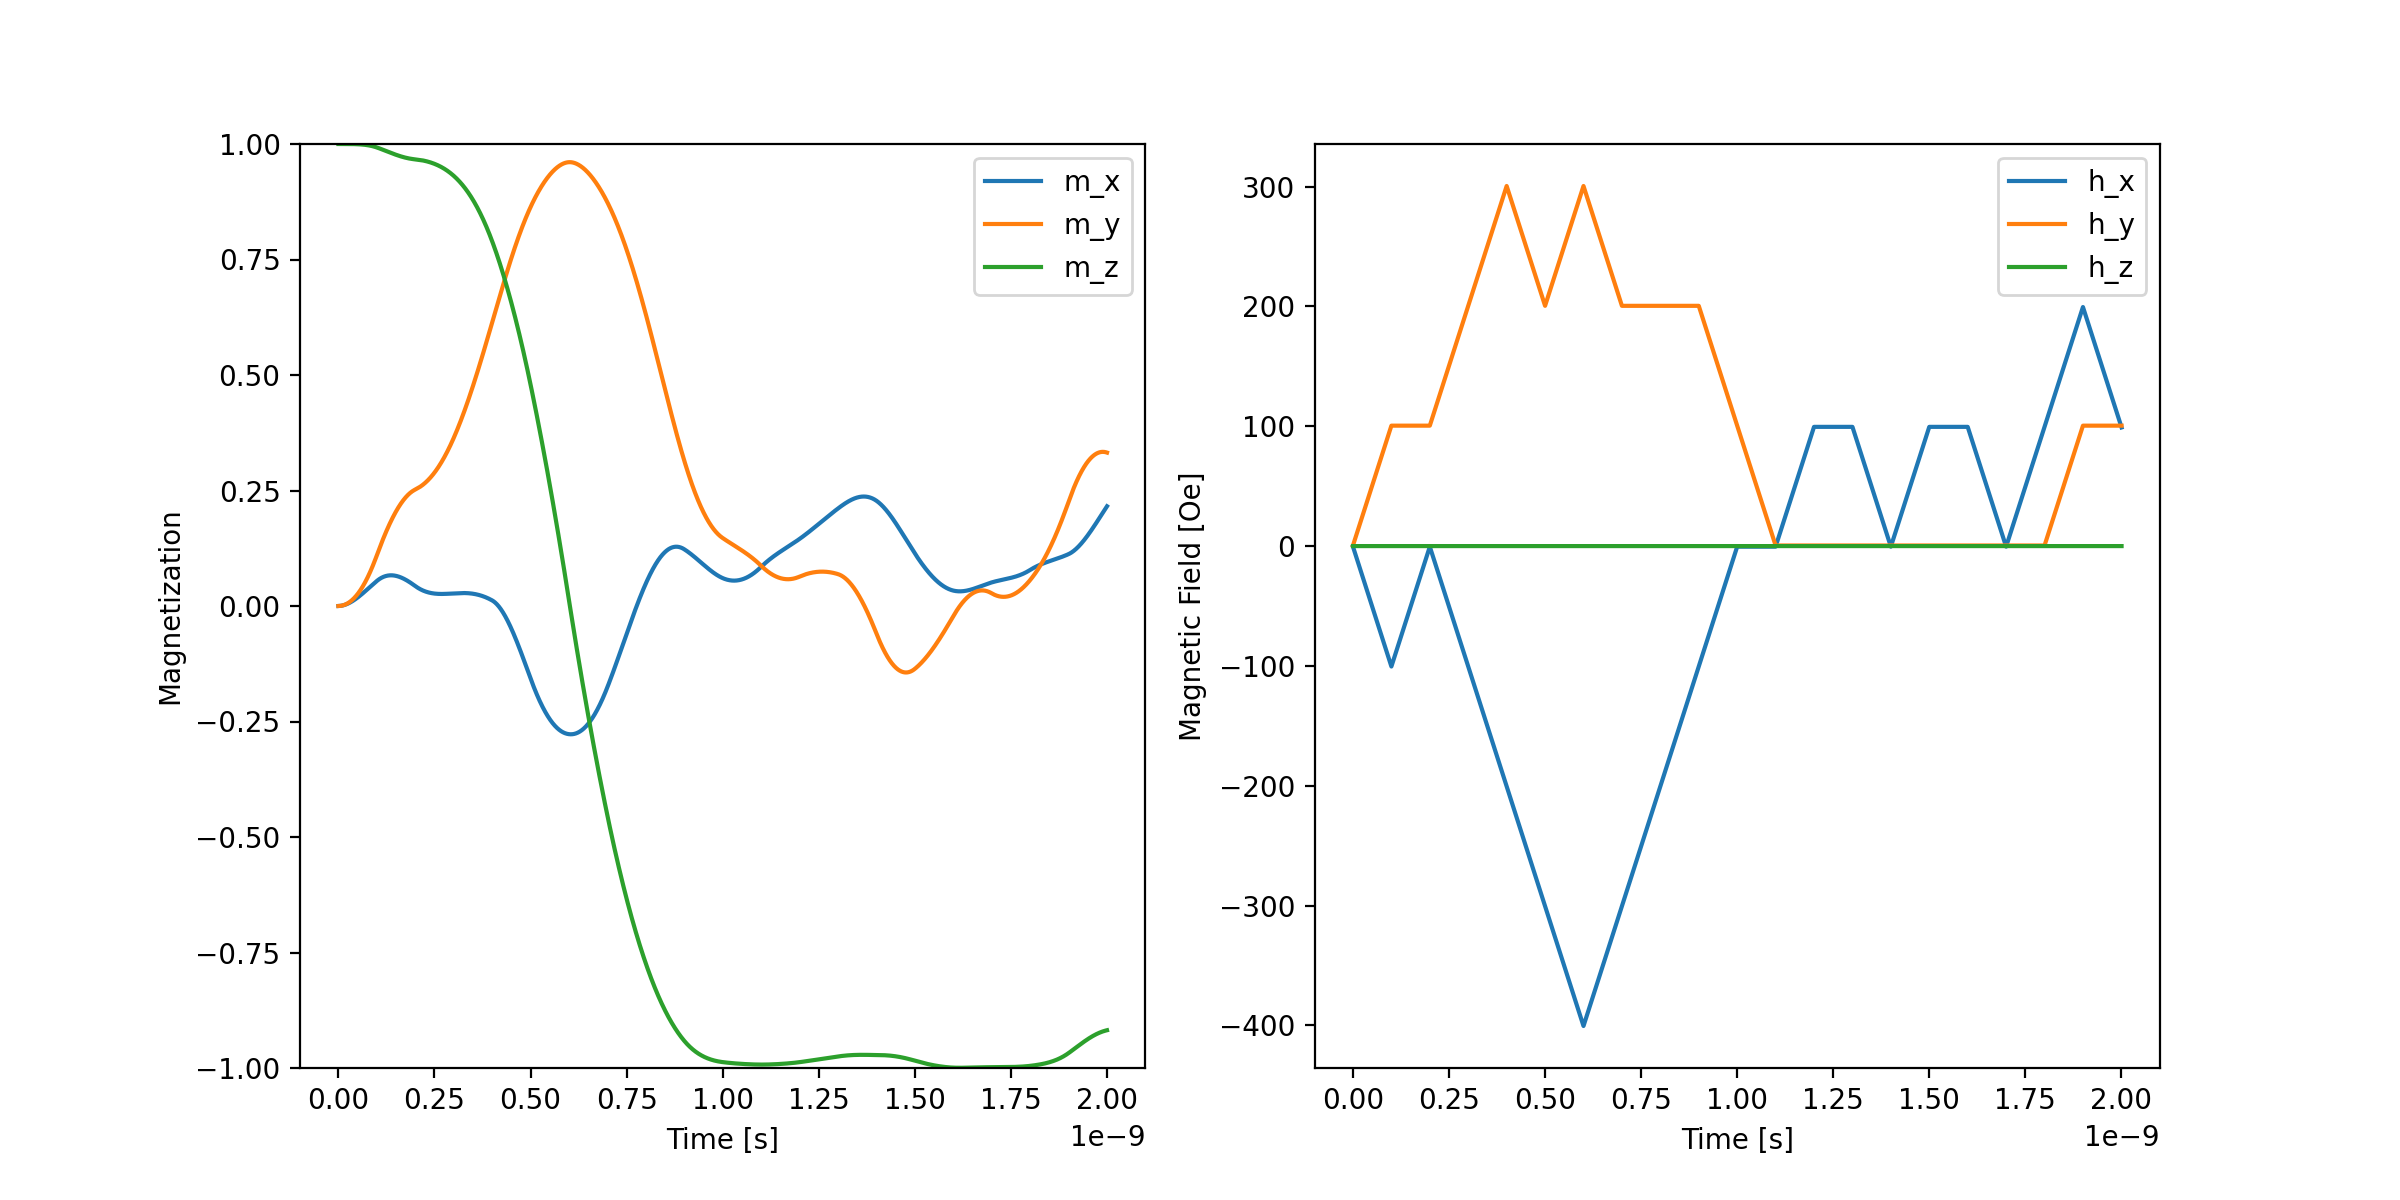 1.00
0.75
0.50
0.25
0.00
−0.25
−0.50
−0.75
−1.00
Magnetization
m_x
m_y
m_z
0.00 0.25 0.50 0.75 1.00 1.25 1.50 1.75 2.00
Time [s]
1e−9
300
200
100
0
−100
−200
−300
−400
Magnetic Field [Oe]
h_x
h_y
h_z
0.00 0.25 0.50 0.75 1.00 1.25 1.50 1.75 2.00
Time [s]
1e−9